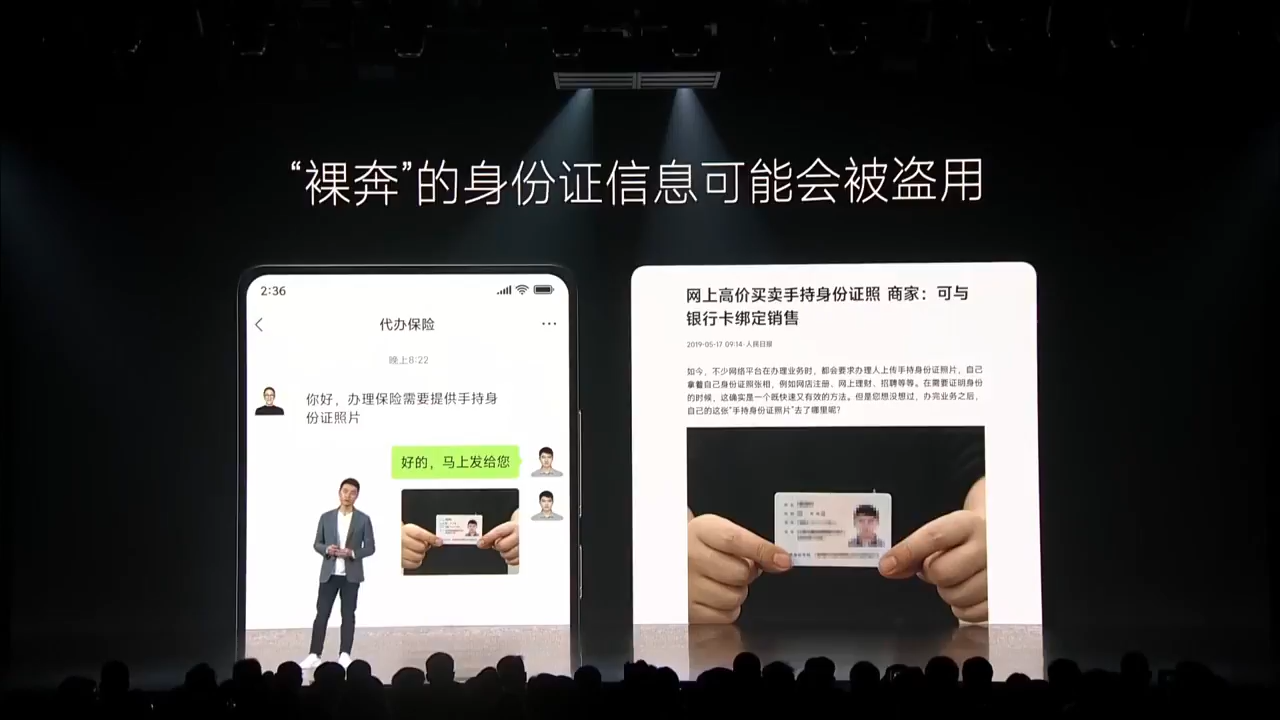 “裸奔”的身份证信息可能会被盗用
2:36
代办保险
晚上8:22
你好，办理保险需要提供手持身
份证照片
好的，马上发给您
网上高价买卖手持身份证照 商家：可与
银行卡绑定销售
2019-05-17 09:14·人民日报
如今，不少网络平台在办理业务时，都会要求办理人上传手持身份证照片，自己
拿着自己身份证照张相，例如网店注册、网上理财、招聘等等。在需要证明身份
的时候，这确实是一个既快速又有效的方法。但是您想没想过，办完业务之后，
自己的这张“手持身份证照片”去了哪里呢？